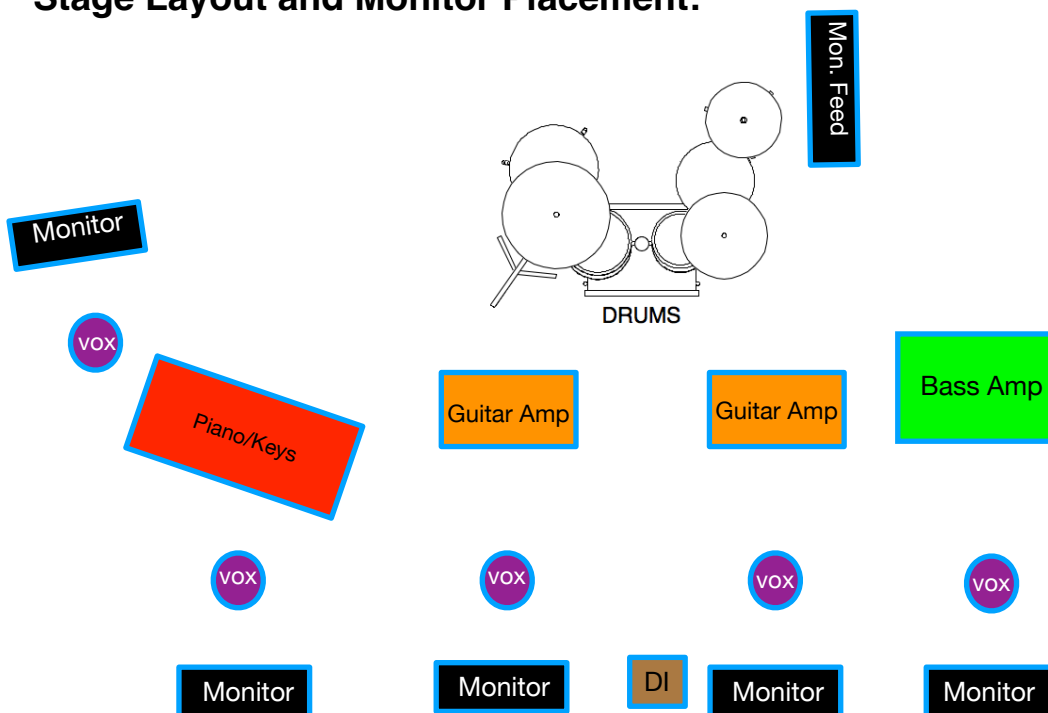 Stage Layout and Monitor Placement:
Mon. Feed
Monitor
DRUMS
vox
Piano/Keys
Guitar Amp
Guitar Amp
Bass Amp
vox
vox
vox
vox
Monitor
Monitor
DI
Monitor
Monitor